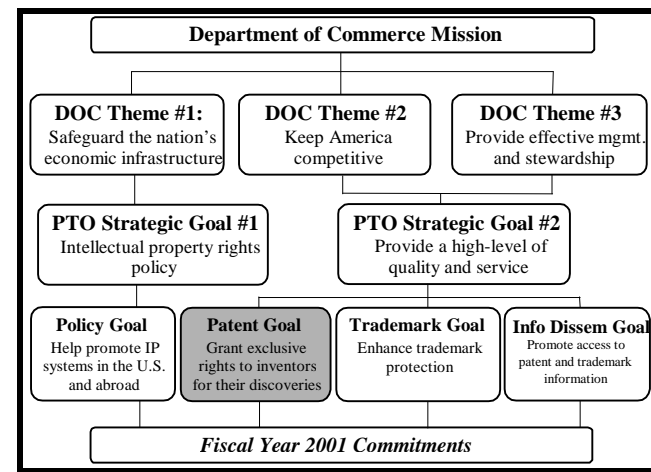 Department of Commerce Mission
DOC Theme #1:
Safeguard the nation's
economic infrastructure
DOC Theme #2
Keep America
competitive
DOC Theme #3
Provide effective mgmt.
and stewardship
PTO Strategic Goal #1
Intellectual property rights
policy
PTO Strategic Goal #2
Provide a high-level of
quality and service
Policy Goal
Help promote IP
systems in the U.S.
and abroad
Patent Goal
Grant exclusive
rights to inventors
for their discoveries
Trademark Goal
Enhance trademark
protection
Info Dissem Goal
Promote access to
patent and trademark
information
Fiscal Year 2001 Commitments